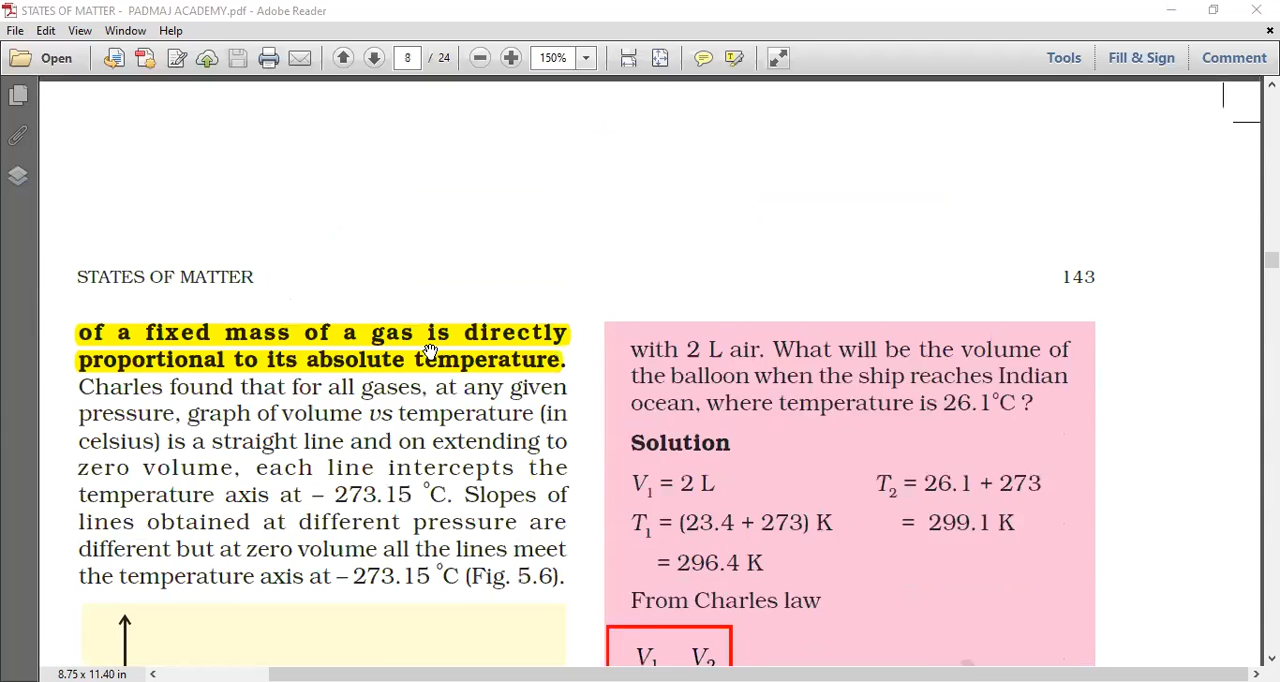 STATES OF MATTER - PADMAJ ACADEMY.pdf - Adobe Reader
File Edit View Window Help
Open 8 / 24 150% Tools Fill & Sign Comment
STATES OF MATTER 143
of a fixed mass of a gas is directly
proportional to its absolute temperature.
Charles found that for all gases, at any given
pressure, graph of volume vs temperature (in
celsius) is a straight line and on extending to
zero volume, each line intercepts the
temperature axis at – 273.15 °C. Slopes of
lines obtained at different pressure are
different but at zero volume all the lines meet
the temperature axis at – 273.15 °C (Fig. 5.6).
with 2 L air. What will be the volume of
the balloon when the ship reaches Indian
ocean, where temperature is 26.1°C ?
Solution
V₁ = 2 L T₂ = 26.1 + 273
T₁ = (23.4 + 273) K = 299.1 K
= 296.4 K
From Charles law
V₁ V₂
8.75 x 11.40 in